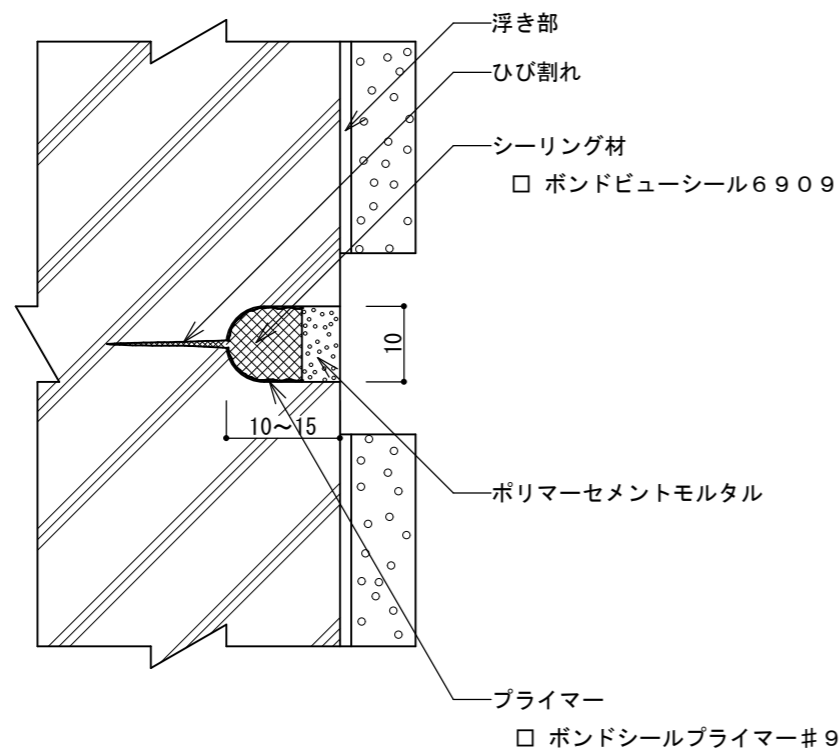 浮き部
ひび割れ
シーリング材
□ ボンドビューシール６９０９
10
10～15
ポリマーセメントモルタル
プライマー
□ ボンドシールプライマー＃９